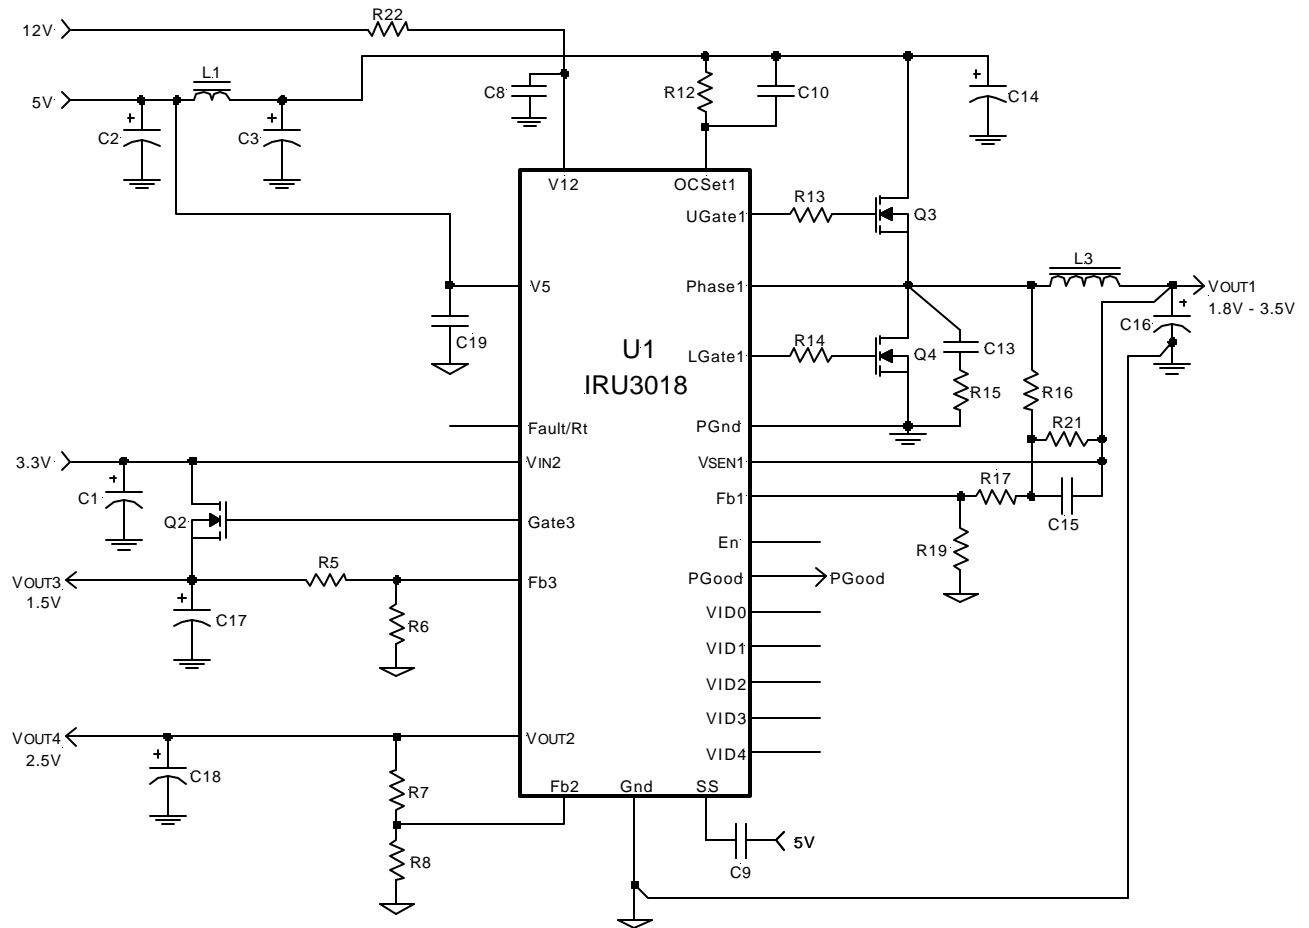 R22
12V
L1
5V
C2
C3
C8
R12
C10
C14
V12
OCSet1
R13
UGate1
Q3
L3
V5
Phase1
VOUT1
1.8V - 3.5V
C16
C19
U1
IRU3018
LGate1
R14
Q4
C13
R15
R16
Fault/Rt
PGnd
R21
3.3V
VIN2
VSEN1
C1
Fb1
R17
C15
Q2
Gate3
En
R19
R5
VOUT3
1.5V
Fb3
PGood
PGood
C17
R6
VID0
VID1
VID2
VID3
VOUT4
2.5V
VOUT2
VID4
C18
R7
Fb2
Gnd
SS
R8
C9
5V